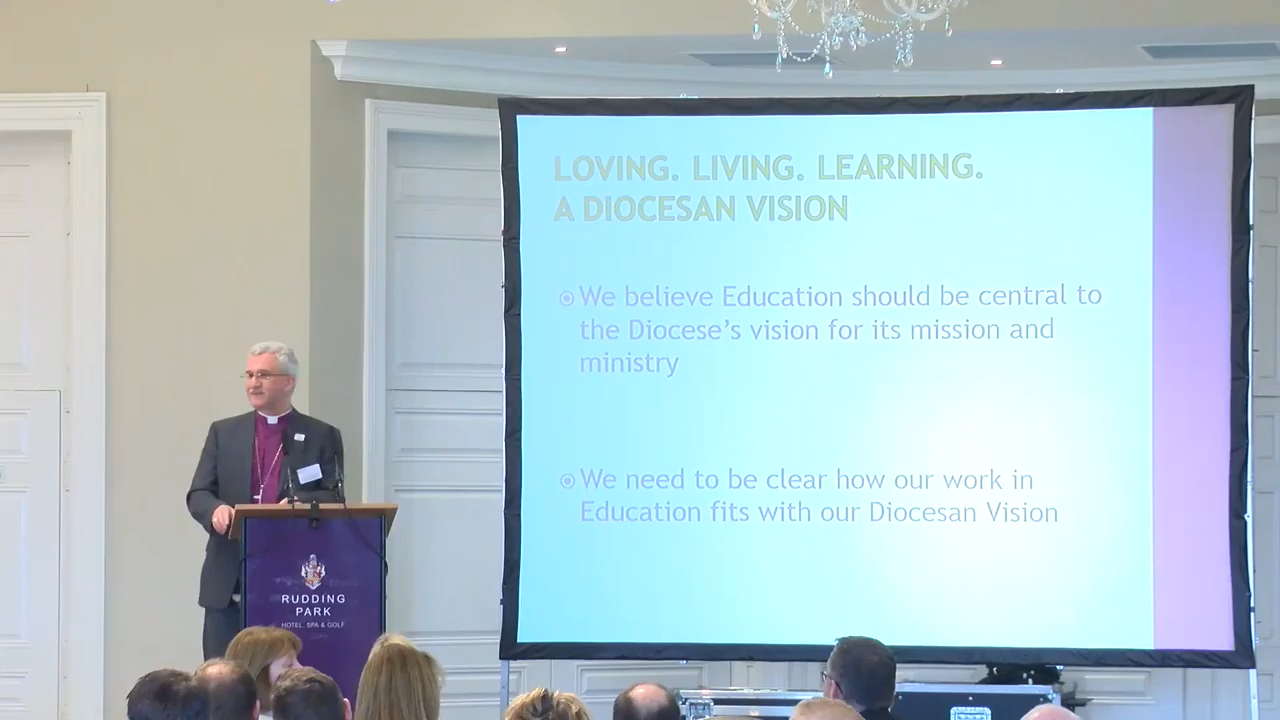 LOVING. LIVING. LEARNING.
A DIOCESAN VISION
We believe Education should be central to
the Diocese's vision for its mission and
ministry
We need to be clear how our work in
Education fits with our Diocesan Vision
RUDDING
PARK
HOTEL, SPA & GOLF